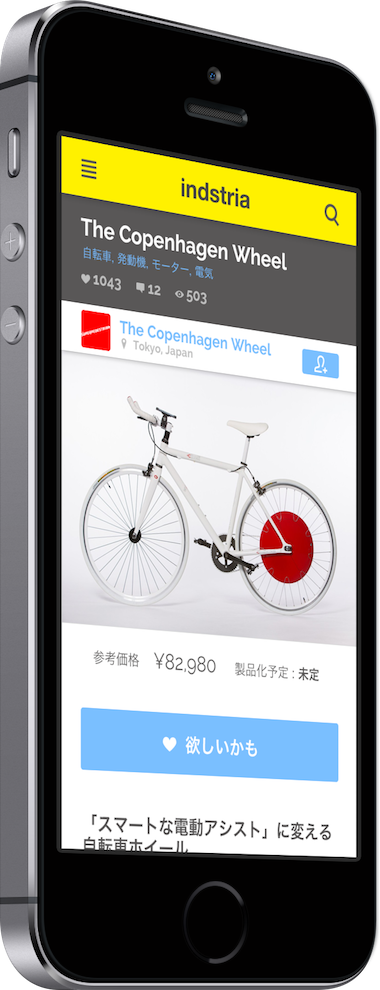 indstria
The Copenhagen Wheel
自転車, 発動機, モーター, 電気
1043 12 503
The Copenhagen Wheel
Tokyo, Japan
参考価格 ¥82,980 製品化予定 : 未定
欲しいかも
「スマートな電動アシスト」に変える
自転車ホイール